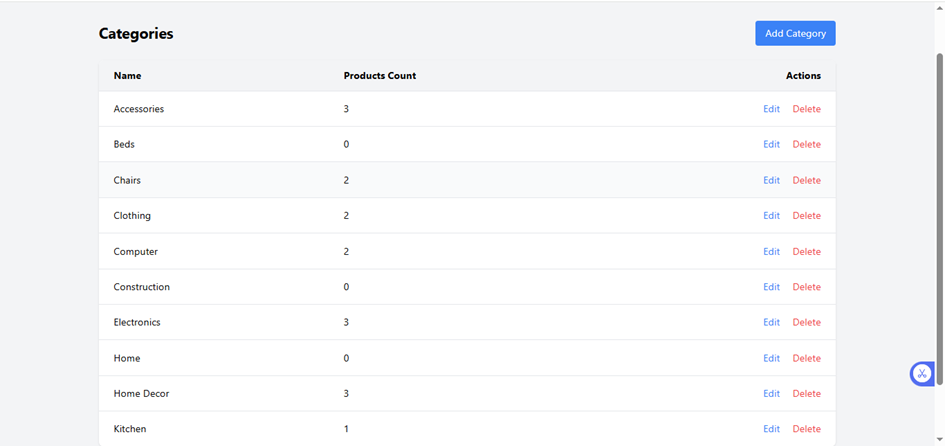 Categories Add Category
Name Products Count Actions
Accessories 3 Edit Delete
Beds 0 Edit Delete
Chairs 2 Edit Delete
Clothing 2 Edit Delete
Computer 2 Edit Delete
Construction 0 Edit Delete
Electronics 3 Edit Delete
Home 0 Edit Delete
Home Decor 3 Edit Delete
Kitchen 1 Edit Delete